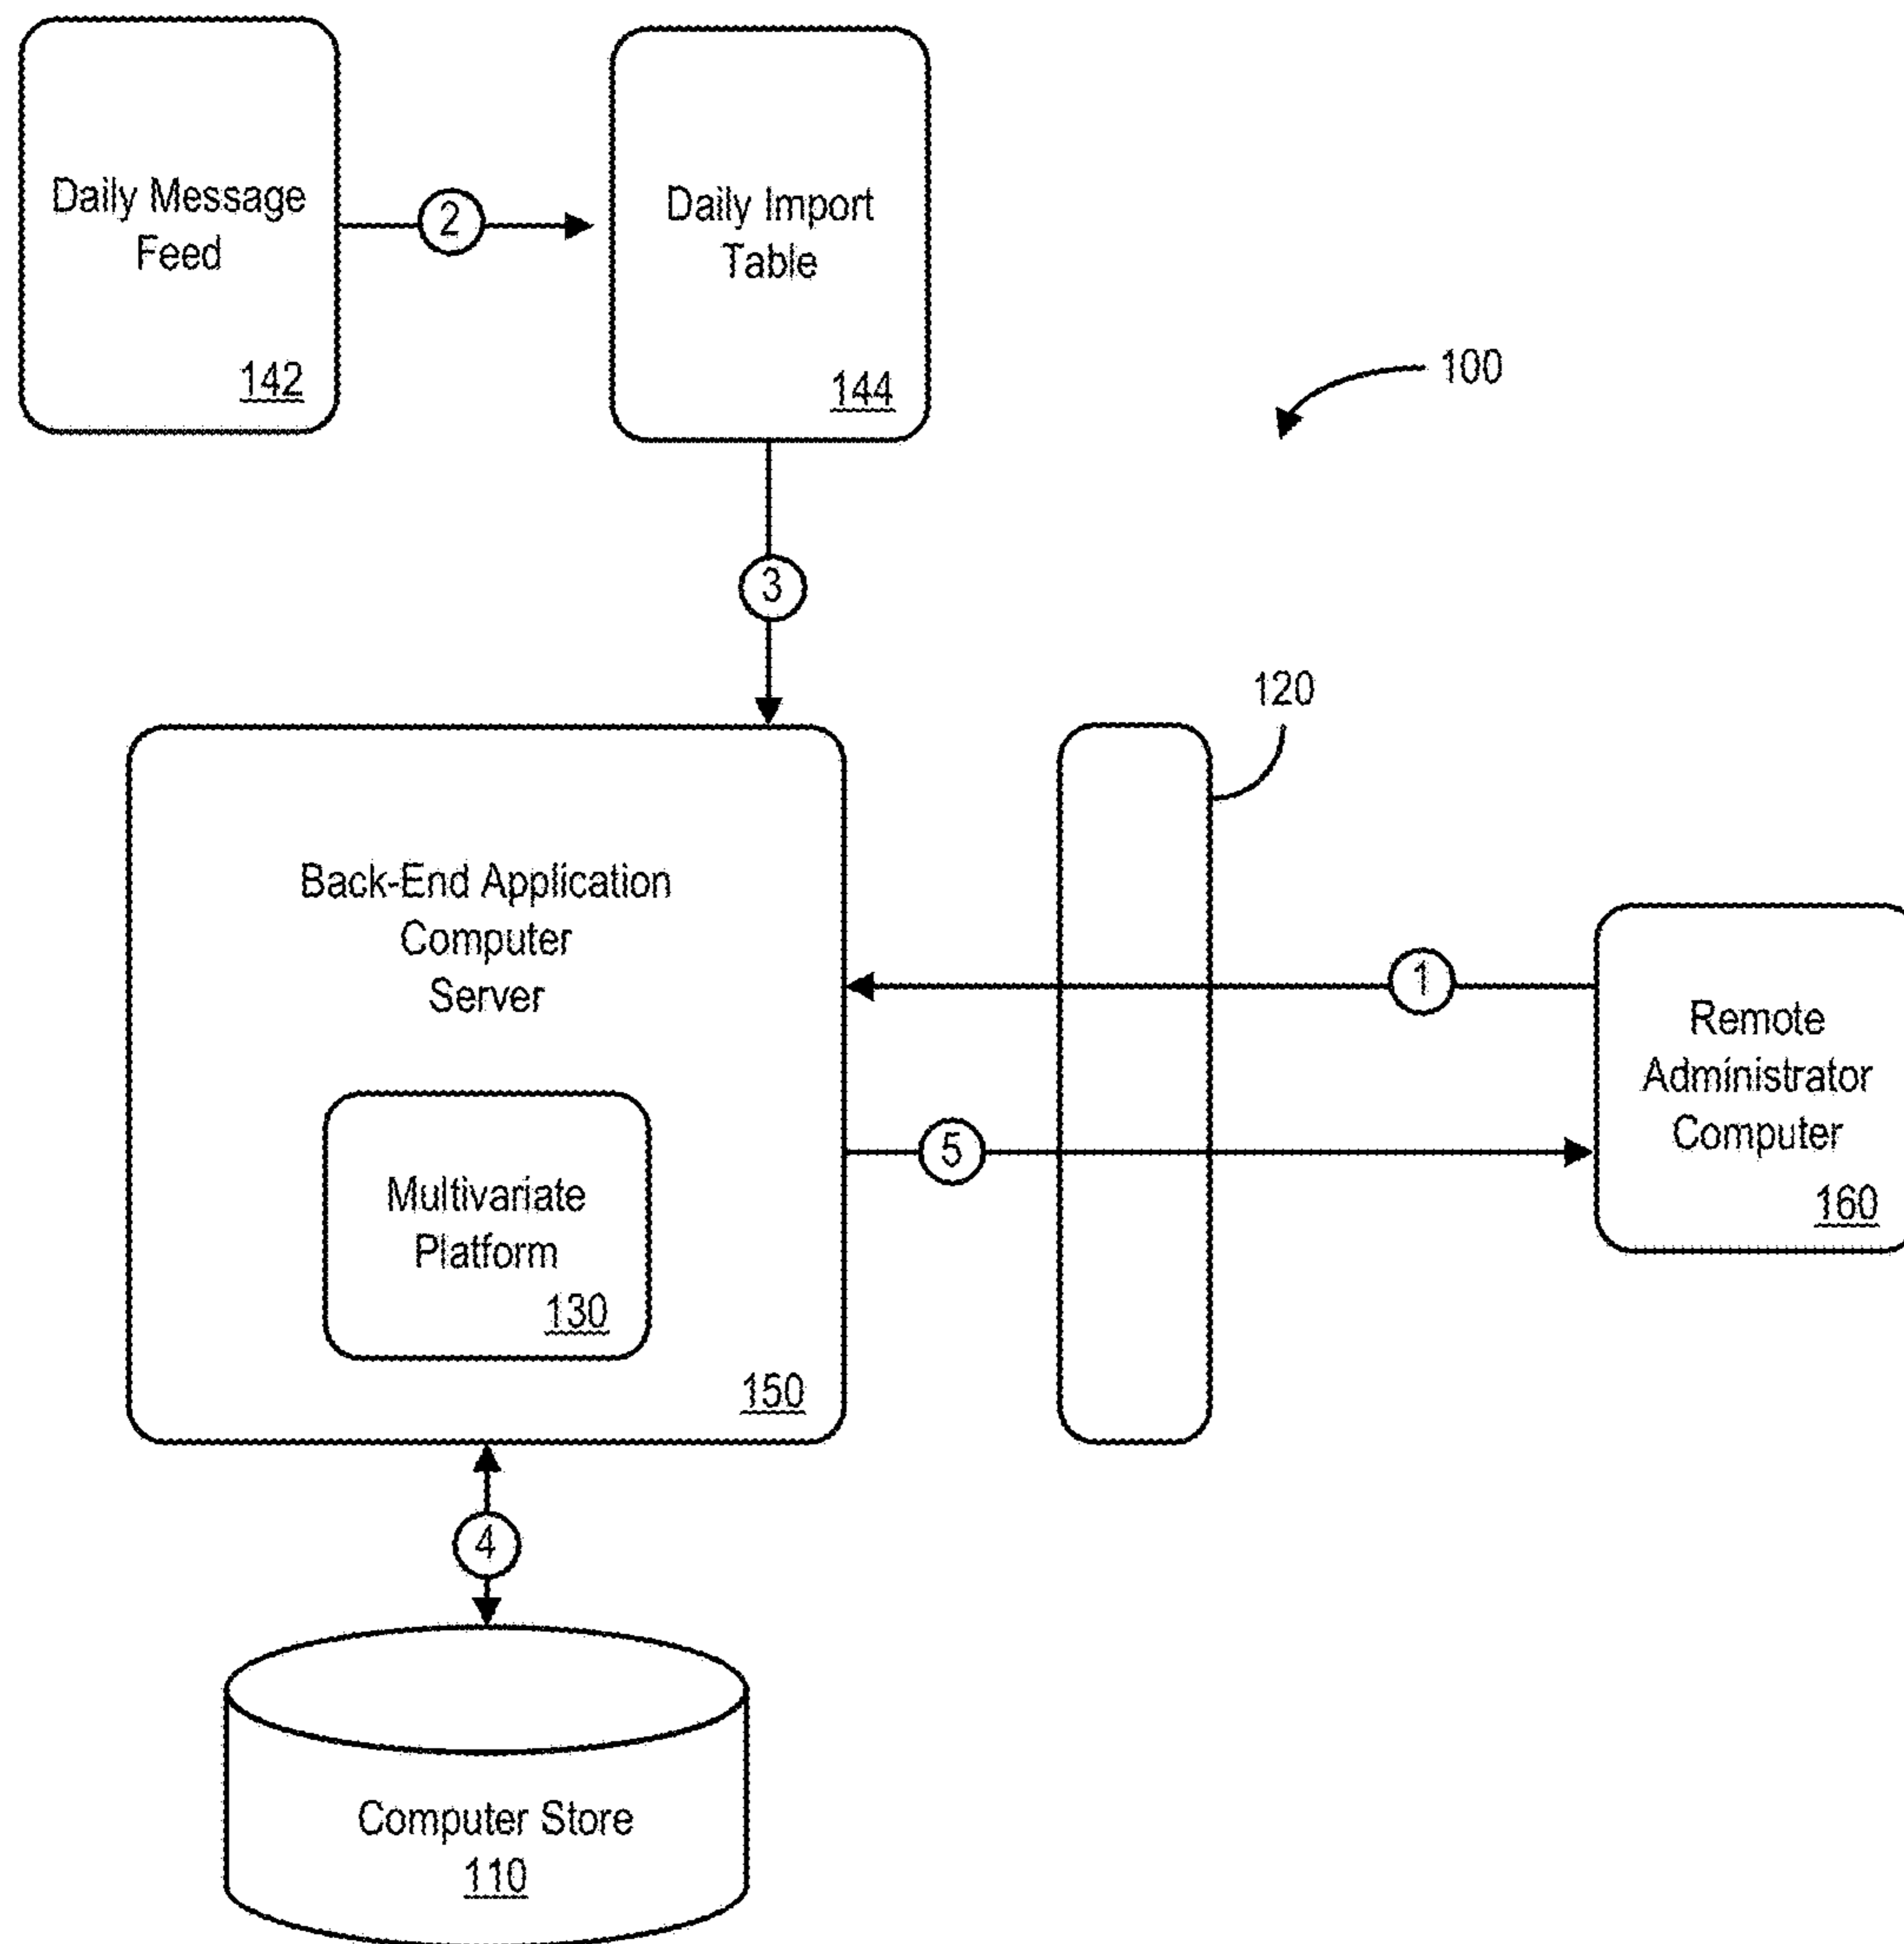 Daily Message
Feed
142
2
Daily Import
Table
144
100
3
120
Back-End Application
Computer
Server
1
Remote
Administrator
Computer
160
5
Multivariate
Platform
130
150
4
Computer Store
110